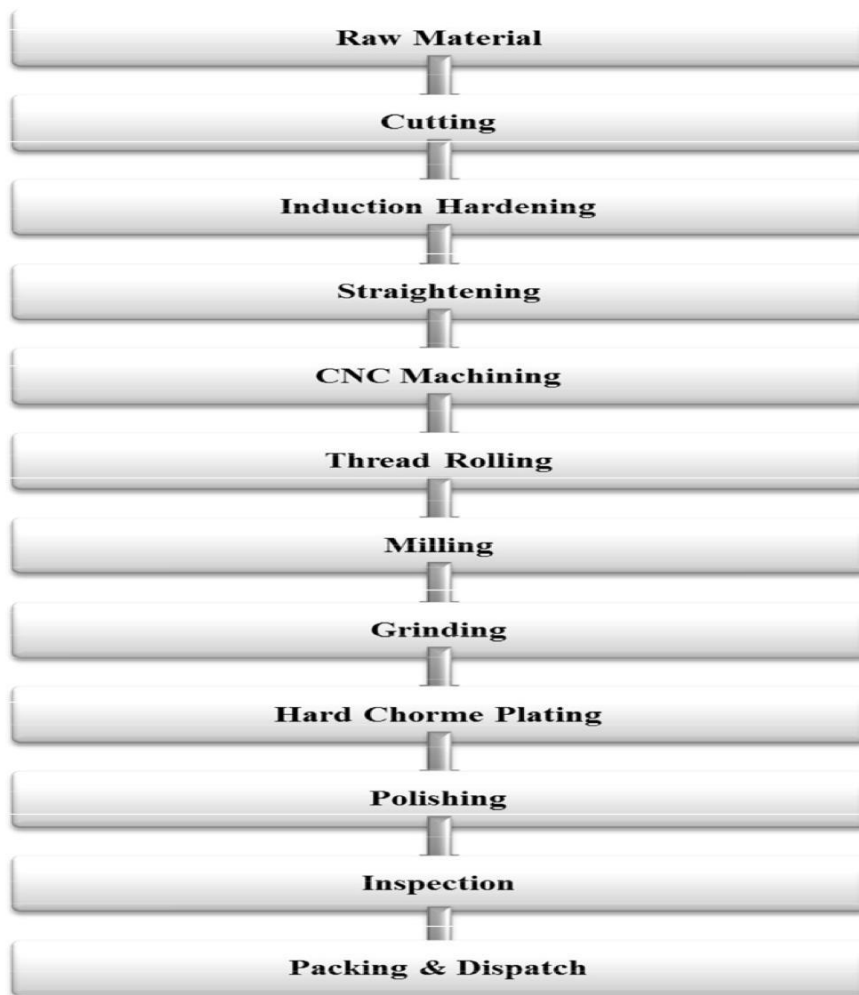 Raw Material
Cutting
Induction Hardening
Straightening
CNC Machining
Thread Rolling
Milling
Grinding
Hard Chorme Plating
Polishing
Inspection
Packing & Dispatch